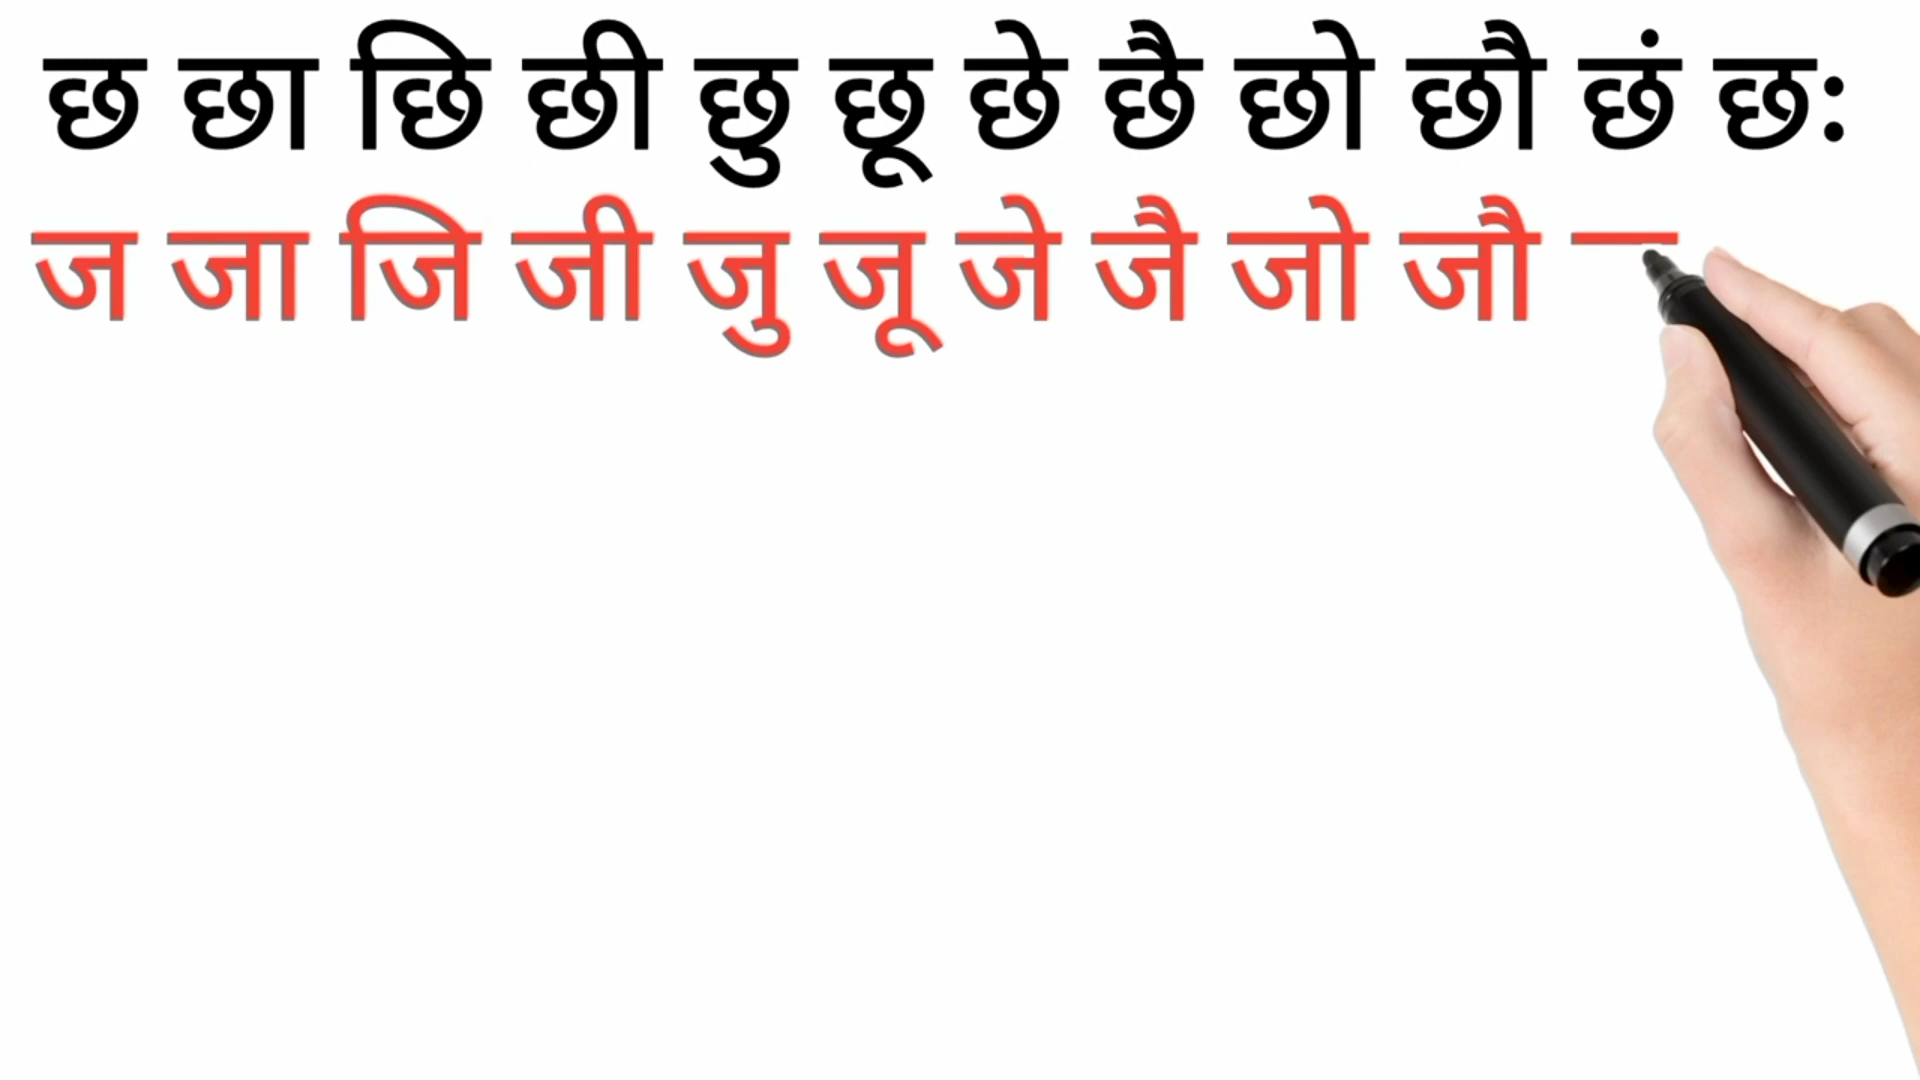 छ छा छि छी छु छू छे छै छो छौ छं छः
ज जा जि जी जु जू जे जै जो जौ